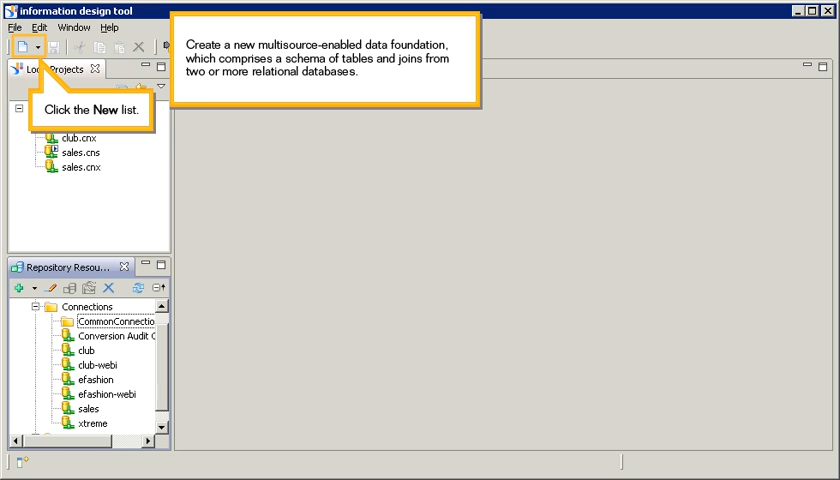 information design tool
File Edit Window Help
Create a new multisource-enabled data foundation,
which comprises a schema of tables and joins from
two or more relational databases.
Click the New list.
club.cnx
sales.cns
sales.cnx
Repository Resou...
Connections
CommonConnectio
Conversion Audit
club
club-webi
efashion
efashion-webi
sales
xtreme